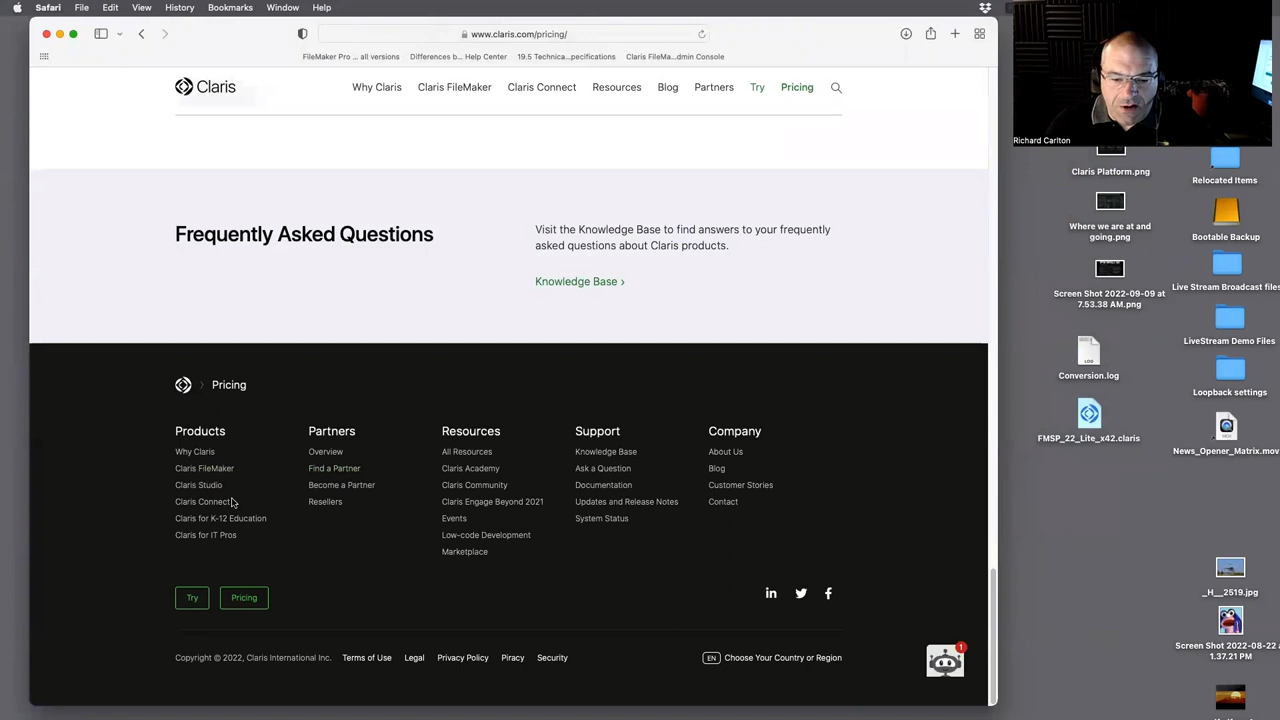 Safari File Edit View History Bookmarks Window Help
www.claris.com/pricing/
FileMaker Pro ... all versions Differences b... Help Center 19.5 Technica...pecifications Claris FileMa...dmin Console
Claris
Why Claris Claris FileMaker Claris Connect Resources Blog Partners Try Pricing
Frequently Asked Questions
Visit the Knowledge Base to find answers to your frequently
asked questions about Claris products.
Knowledge Base ›
Pricing
Products
Why Claris
Claris FileMaker
Claris Studio
Claris Connect
Claris for K-12 Education
Claris for IT Pros
Partners
Overview
Find a Partner
Become a Partner
Resellers
Resources
All Resources
Claris Academy
Claris Community
Claris Engage Beyond 2021
Events
Low-code Development
Marketplace
Support
Knowledge Base
Ask a Question
Documentation
Updates and Release Notes
System Status
Company
About Us
Blog
Customer Stories
Contact
Try Pricing
Copyright © 2022, Claris International Inc. Terms of Use Legal Privacy Policy Piracy Security
EN Choose Your Country or Region
1
Richard Carlton
Claris Platform.png
Where we are at and
going.png
Screen Shot 2022-09-09 at
7.53.38 AM.png
LOG
Conversion.log
FMSP_22_Lite_x42.claris
Relocated Items
Bootable Backup
Live Stream Broadcast files
LiveStream Demo Files
Loopback settings
News_Opener_Matrix.mov
_H__2519.jpg
Screen Shot 2022-08-22 a
1.37.21 PM